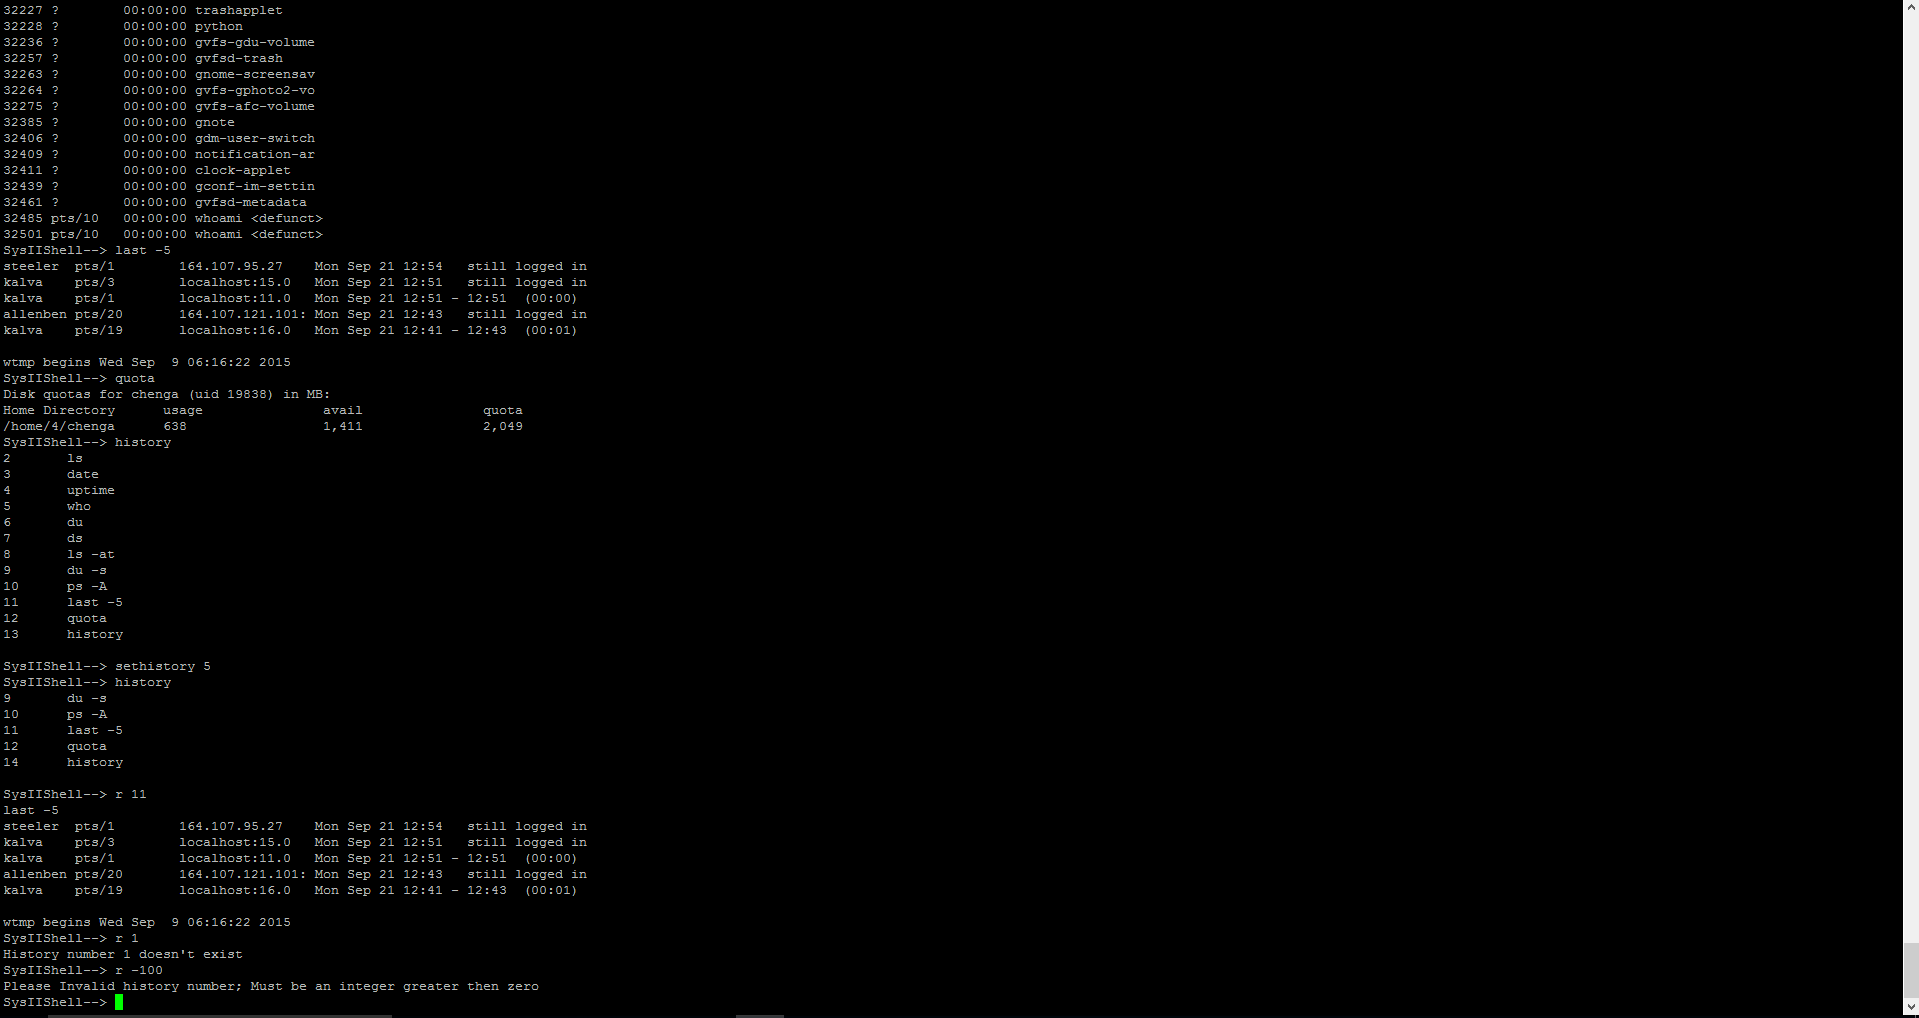 32227 ?        00:00:00 trashapplet
32228 ?        00:00:00 python
32236 ?        00:00:00 gvfs-gdu-volume
32257 ?        00:00:00 gvfsd-trash
32263 ?        00:00:00 gnome-screensav
32264 ?        00:00:00 gvfs-gphoto2-vo
32275 ?        00:00:00 gvfs-afc-volume
32385 ?        00:00:00 gnote
32406 ?        00:00:00 gdm-user-switch
32409 ?        00:00:00 notification-ar
32411 ?        00:00:00 clock-applet
32439 ?        00:00:00 gconf-im-settin
32461 ?        00:00:00 gvfsd-metadata
32485 pts/10   00:00:00 whoami <defunct>
32501 pts/10   00:00:00 whoami <defunct>
SysIIShell--> last -5
steeler  pts/1        164.107.95.27    Mon Sep 21 12:54   still logged in
kalva    pts/3        localhost:15.0   Mon Sep 21 12:51   still logged in
kalva    pts/1        localhost:11.0   Mon Sep 21 12:51 - 12:51  (00:00)
allenben pts/20       164.107.121.101: Mon Sep 21 12:43   still logged in
kalva    pts/19       localhost:16.0   Mon Sep 21 12:41 - 12:43  (00:01)

wtmp begins Wed Sep  9 06:16:22 2015
SysIIShell--> quota
Disk quotas for chenga (uid 19838) in MB:
Home Directory      usage               avail               quota
/home/4/chenga      638                 1,411               2,049
SysIIShell--> history
2       ls
3       date
4       uptime
5       who
6       du
7       ds
8       ls -at
9       du -s
10      ps -A
11      last -5
12      quota
13      history

SysIIShell--> sethistory 5
SysIIShell--> history
9       du -s
10      ps -A
11      last -5
12      quota
14      history

SysIIShell--> r 11
last -5
steeler  pts/1        164.107.95.27    Mon Sep 21 12:54   still logged in
kalva    pts/3        localhost:15.0   Mon Sep 21 12:51   still logged in
kalva    pts/1        localhost:11.0   Mon Sep 21 12:51 - 12:51  (00:00)
allenben pts/20       164.107.121.101: Mon Sep 21 12:43   still logged in
kalva    pts/19       localhost:16.0   Mon Sep 21 12:41 - 12:43  (00:01)

wtmp begins Wed Sep  9 06:16:22 2015
SysIIShell--> r 1
History number 1 doesn't exist
SysIIShell--> r -100
Please Invalid history number; Must be an integer greater then zero
SysIIShell-->